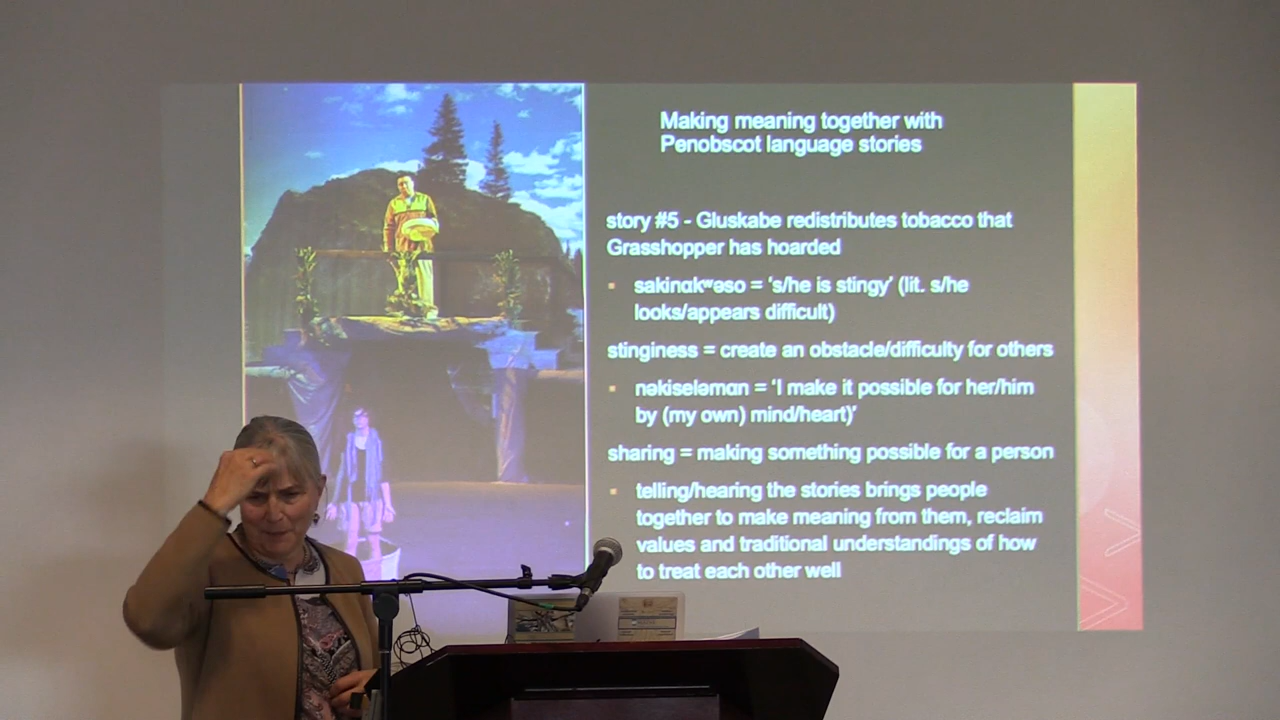 Making meaning together with
Penobscot language stories
story #5 - Gluskabe redistributes tobacco that
Grasshopper has hoarded
▪ sakinɑkʷəso = ‘s/he is stingy’ (lit. s/he
looks/appears difficult)
stinginess = create an obstacle/difficulty for others
▪ nəkiseləmɑn = ‘I make it possible for her/him
by (my own) mind/heart)’
sharing = making something possible for a person
▪ telling/hearing the stories brings people
together to make meaning from them, reclaim
values and traditional understandings of how
to treat each other well